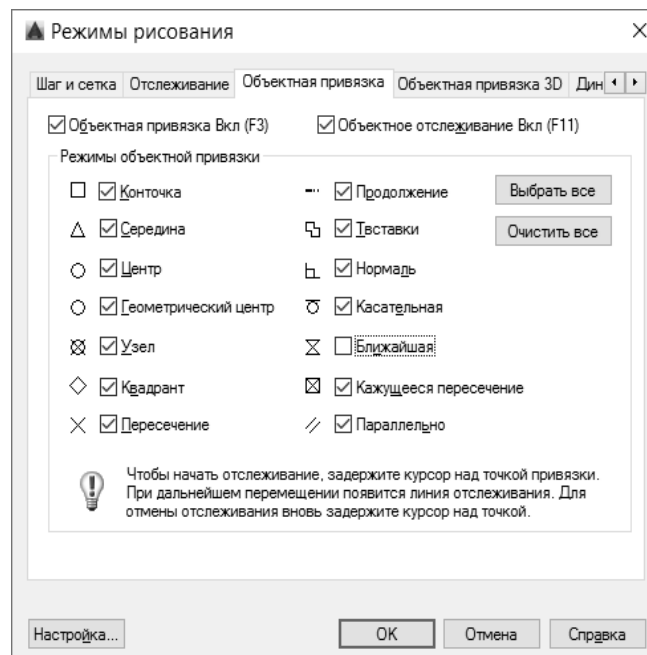 Режимы рисования
Шаг и сетка Отслеживание Объектная привязка Объектная привязка 3D Дин
Объектная привязка Вкл (F3) Объектное отслеживание Вкл (F11)
Режимы объектной привязки
Конточка Продолжение Выбрать все
Середина Твставки Очистить все
Центр Нормаль
Геометрический центр Касательная
Узел Ближайшая
Квадрант Кажущееся пересечение
Пересечение Параллельно
Чтобы начать отслеживание, задержите курсор над точкой привязки.
При дальнейшем перемещении появится линия отслеживания. Для
отмены отслеживания вновь задержите курсор над точкой.
Настройка... OK Отмена Справка